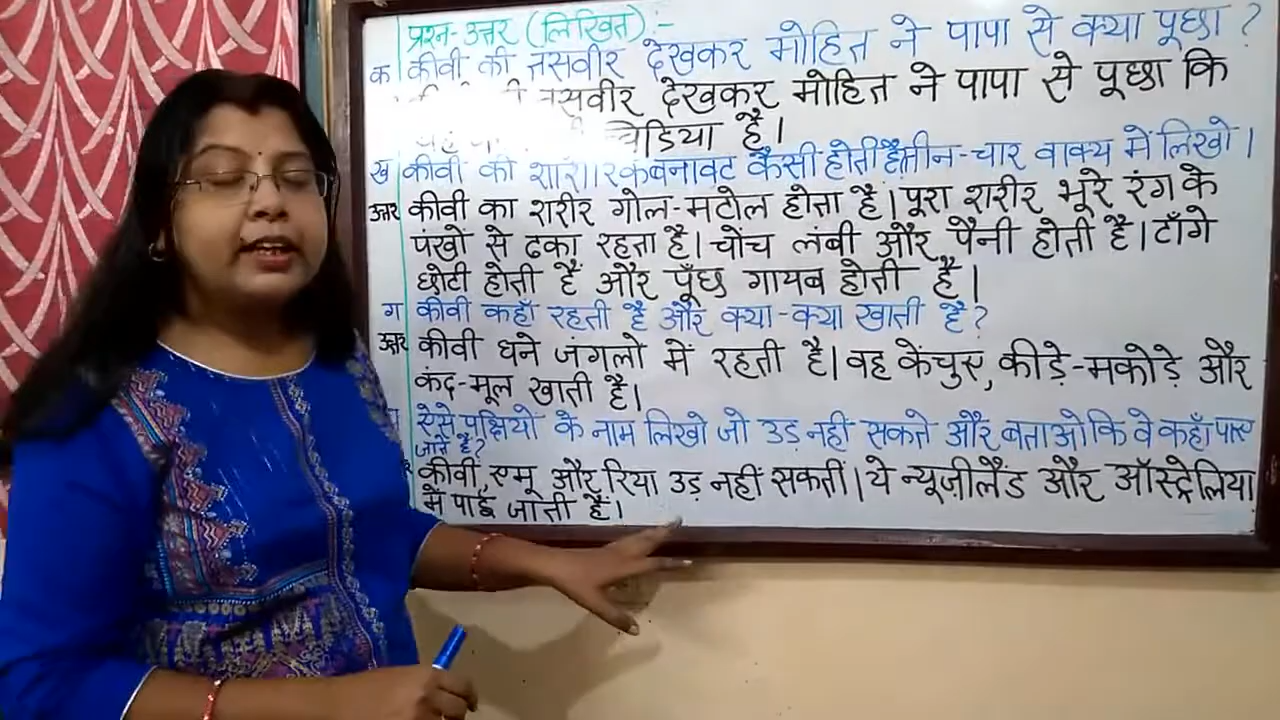 प्रश्न-उत्तर (लिखित):-
क कीवी की तसवीर देखकर मोहित ने पापा से क्या पूछा ?
तसवीर देखकर मोहित ने पापा से पूछा कि
चिडिया है।
ख कीवी की बनावट कैसी होती है तीन-चार वाक्य में लिखो।
उत्तर कीवी का शरीर गोल-मटोल होता है। पूरा शरीर भूरे रंग के
पंखो से ढका रहता है। चोंच लंबी और पैनी होती है। टाँगे
छोटी होती हैं और पूँछ गायब होती है।
ग कीवी कहाँ रहती है और क्या-क्या खाती है?
उत्तर कीवी घने जंगलो में रहती है। वह केंचुए, कीड़े-मकोड़े और
कंद-मूल खाती है।
ऐसे पक्षियो के नाम लिखो जो उड़ नही सकते और बताओ कि वे कहाँ पाए
जाते है?
कीवी, एमू और रिया उड़ नहीं सकती। ये न्यूज़ीलैंड और ऑस्ट्रेलिया
में पाई जाती है।